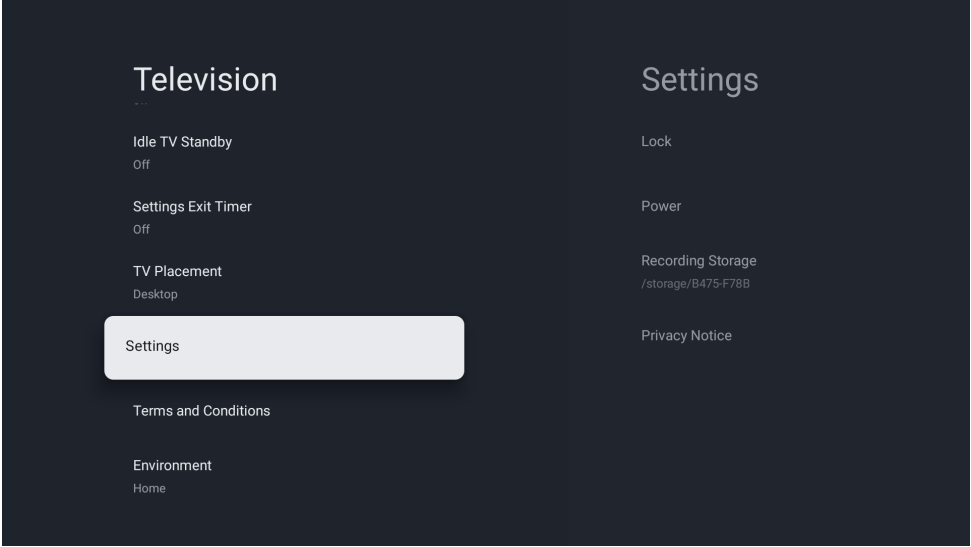 Television
Idle TV Standby
Off
Settings Exit Timer
Off
TV Placement
Desktop
Settings
Terms and Conditions
Environment
Home
Settings
Lock
Power
Recording Storage
/storage/B475-F78B
Privacy Notice